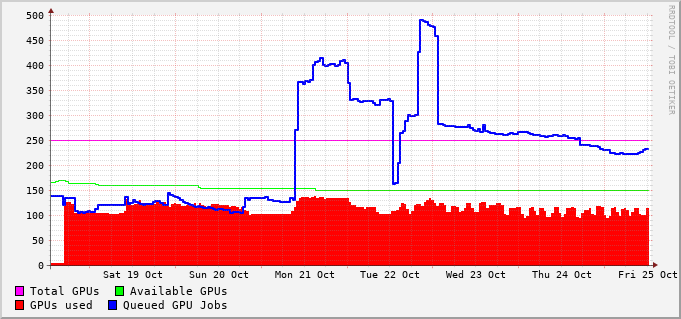 500
450
400
350
300
250
200
150
100
50
0
Sat 19 Oct Sun 20 Oct Mon 21 Oct Tue 22 Oct Wed 23 Oct Thu 24 Oct Fri 25 Oct
Total GPUs Available GPUs
GPUs used Queued GPU Jobs
RRDTOOL / TOBI OETIKER